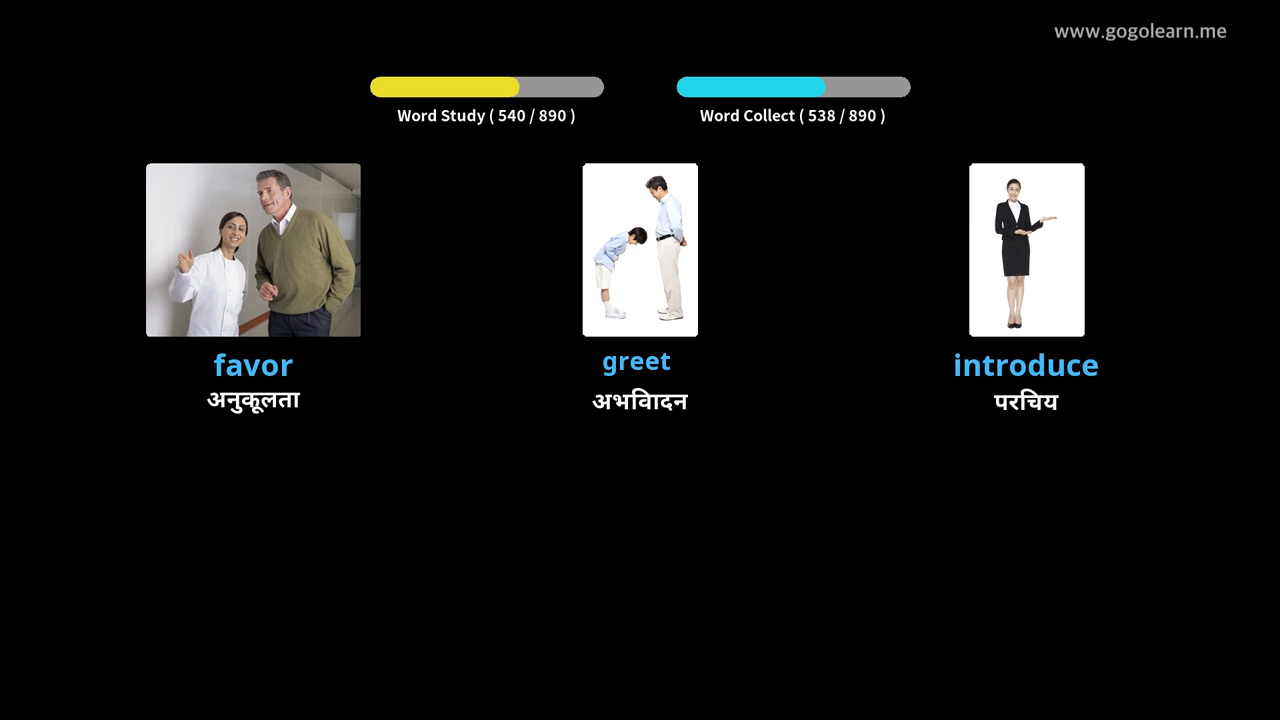 www.gogolearn.me
Word Study ( 540 / 890 )
Word Collect ( 538 / 890 )
favor
greet
introduce
अनुकूलता
अभिवादन
परिचय